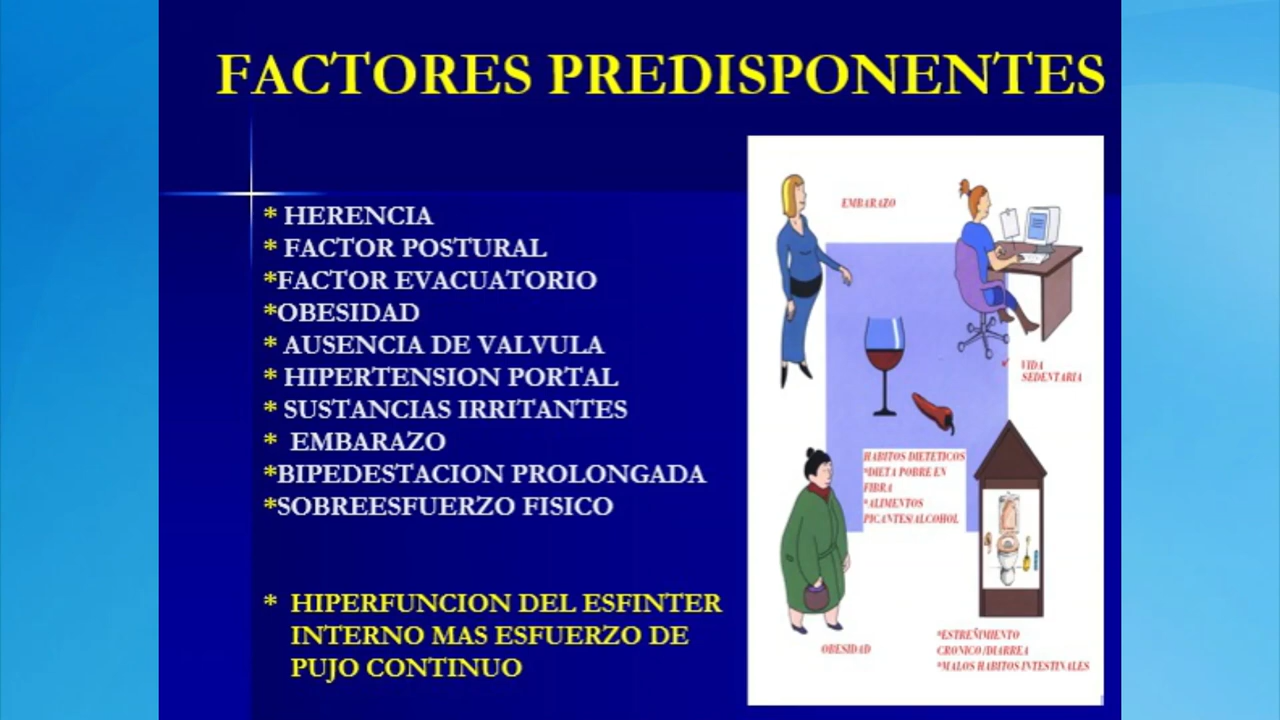 FACTORES PREDISPONENTES
* HERENCIA
* FACTOR POSTURAL
*FACTOR EVACUATORIO
*OBESIDAD
* AUSENCIA DE VALVULA
* HIPERTENSION PORTAL
* SUSTANCIAS IRRITANTES
* EMBARAZO
*BIPEDESTACION PROLONGADA
*SOBREESFUERZO FISICO
* HIPERFUNCION DEL ESFINTER
INTERNO MAS ESFUERZO DE
PUJO CONTINUO
EMBARAZO
✓ VIDA
SEDENTARIA
HABITOS DIETETICOS
*DIETA POBRE EN
FIBRA
*ALIMENTOS
PICANTES/ALCOHOL
OBESIDAD
*ESTREÑIMIENTO
CRONICO /DIARREA
*MALOS HABITOS INTESTINALES